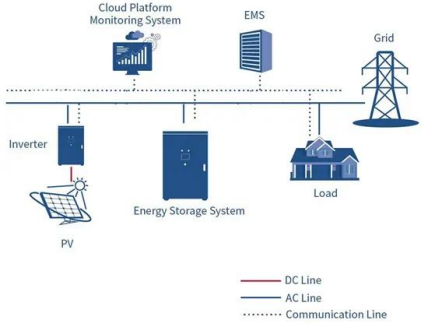 Cloud Platform
Monitoring System
EMS
Grid
Inverter
Energy Storage System
Load
PV
DC Line
AC Line
Communication Line